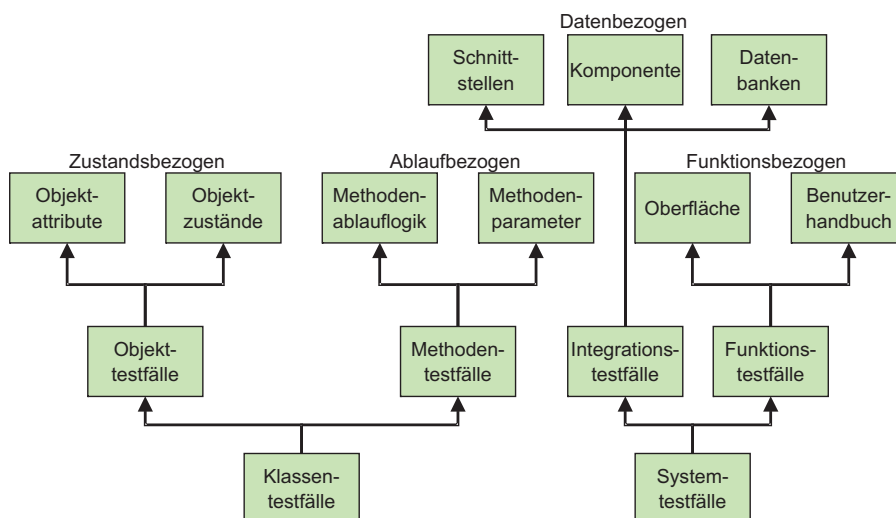 Datenbezogen
Schnitt-
stellen
Komponente
Daten-
banken
Zustandsbezogen
Ablaufbezogen
Funktionsbezogen
Objekt-
attribute
Objekt-
zustände
Methoden-
ablauflogik
Methoden-
parameter
Oberfläche
Benutzer-
handbuch
Objekt-
testfälle
Methoden-
testfälle
Integrations-
testfälle
Funktions-
testfälle
Klassen-
testfälle
System-
testfälle